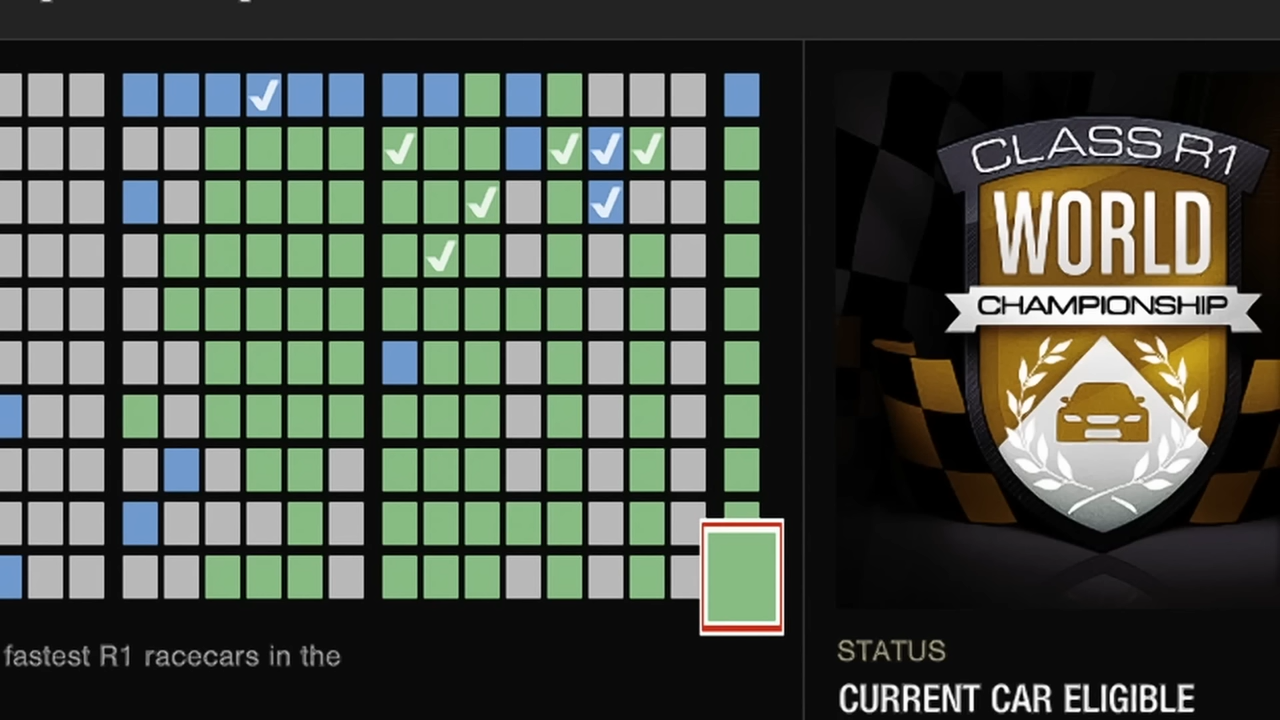 CLASS R1
WORLD
CHAMPIONSHIP
fastest R1 racecars in the
STATUS
CURRENT CAR ELIGIBLE